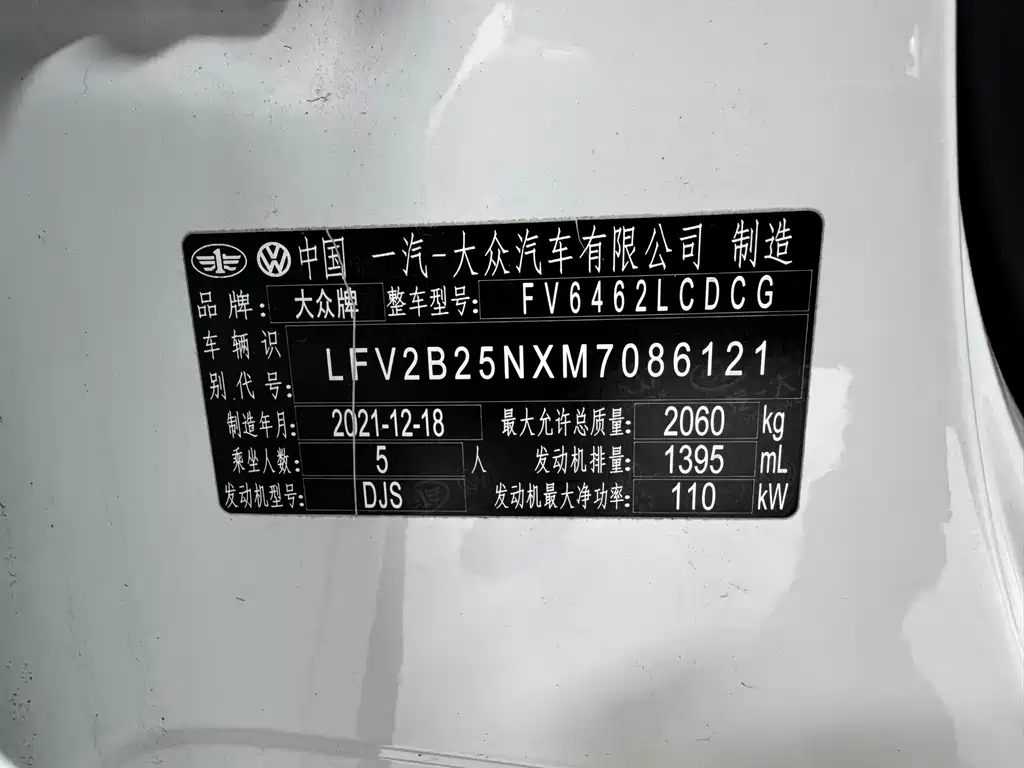 中国 一汽-大众汽车有限公司 制造
品牌: 大众牌 整车型号: FV6462LCDCG
车辆识别代号: LFV2B25NXM7086121
制造年月: 2021-12-18 最大允许总质量: 2060 kg
乘坐人数: 5 人 发动机排量: 1395 mL
发动机型号: DJS 发动机最大净功率: 110 kW